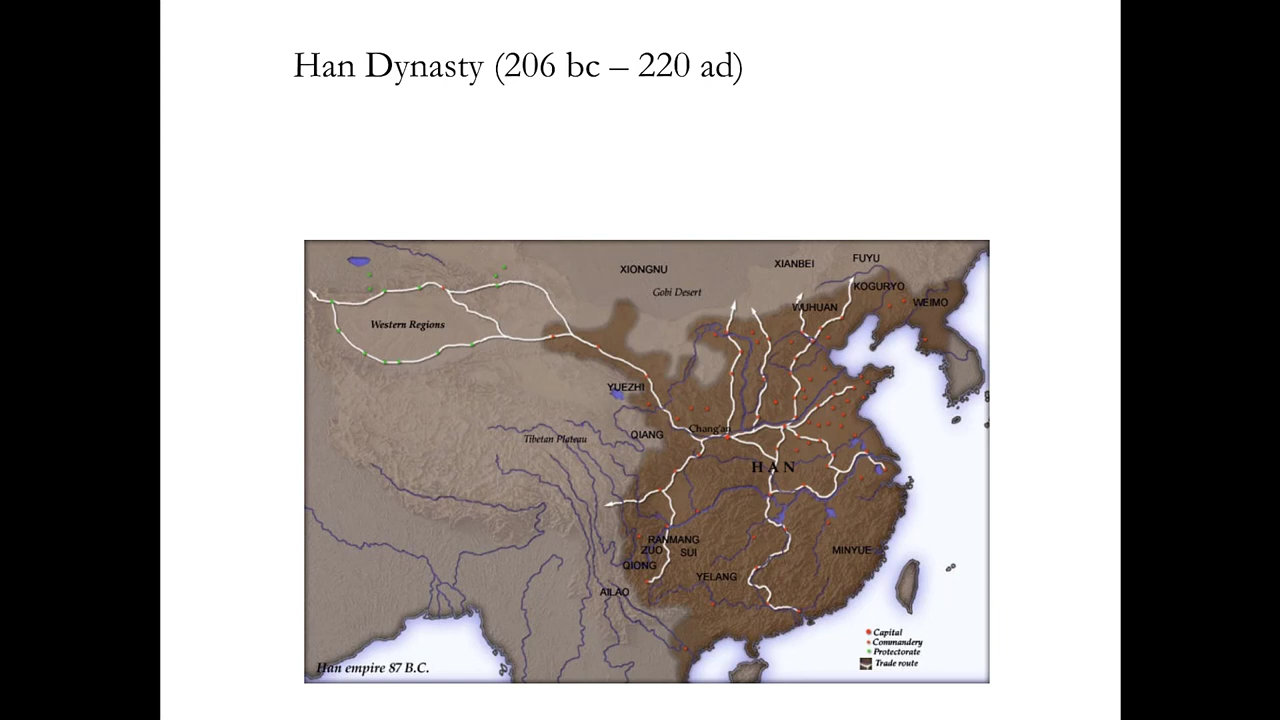 Han Dynasty (206 bc – 220 ad)
FUYU
XIANBEI
XIONGNU
KOGURYO
Gobi Desert
WEIMO
WUHUAN
Western Regions
YUEZHI
Chang'an
QIANG
Tibetan Plateau
HAN
RANMANG
ZUO
SUI
MINYUE
QIONG
YELANG
AILAO
Capital
Commandery
Protectorate
Trade route
Han empire 87 B.C.